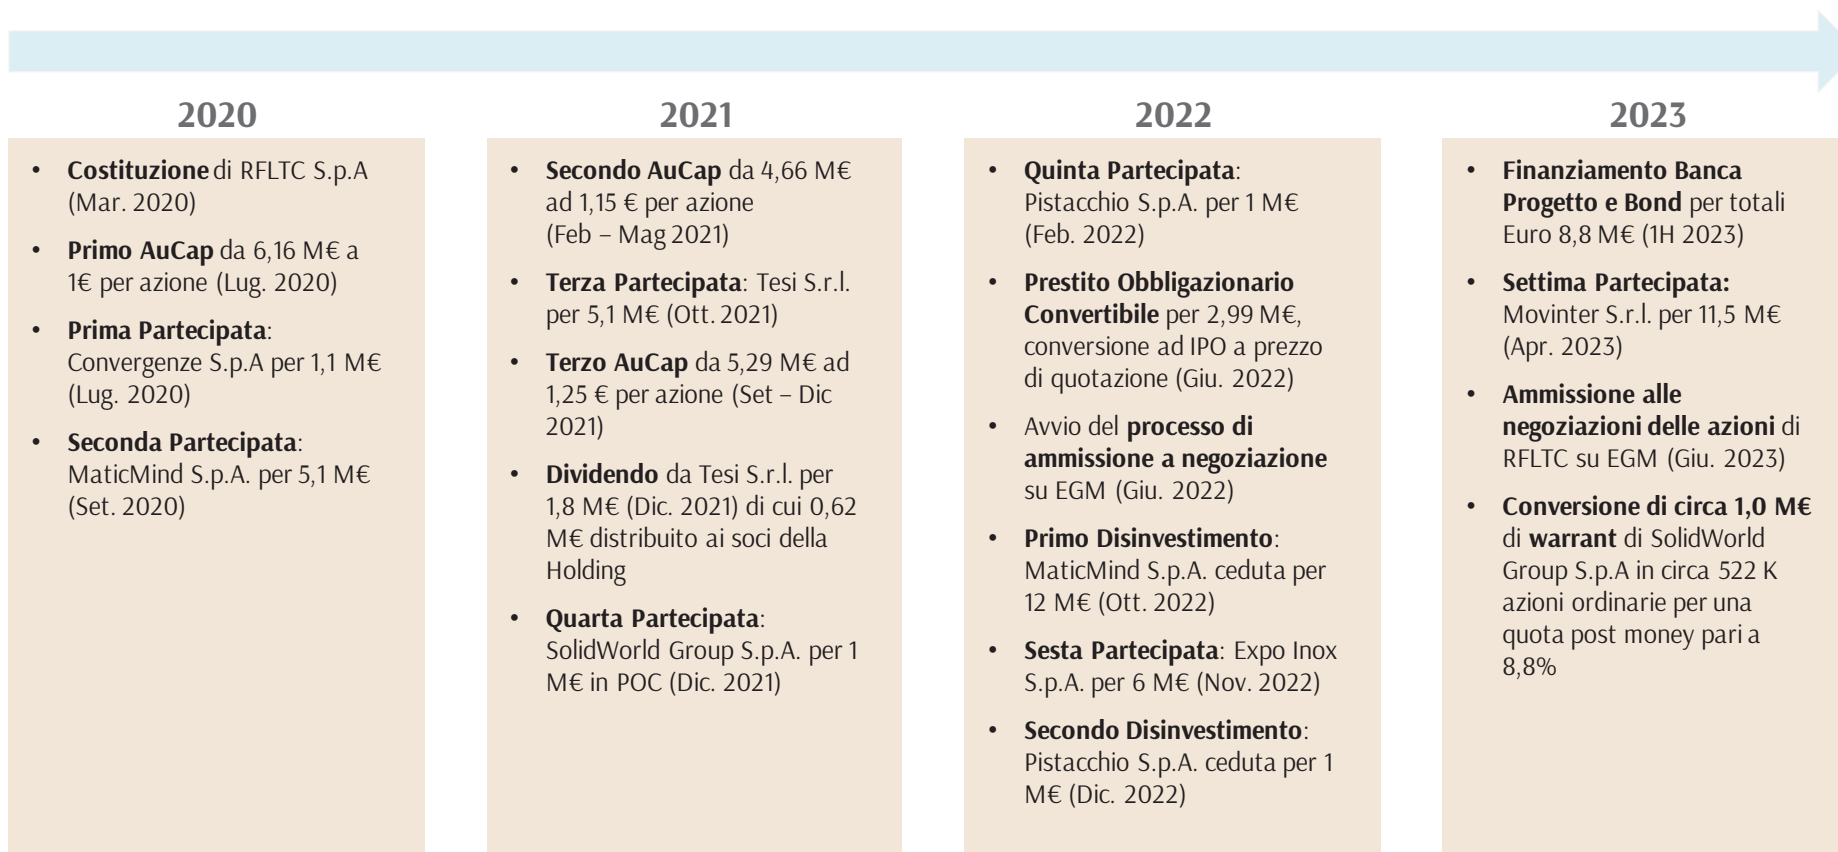 2020
• Costituzione di RFLTC S.p.A
(Mar. 2020)
• Primo AuCap da 6,16 M€ a
1€ per azione (Lug. 2020)
• Prima Partecipata:
Convergenze S.p.A per 1,1 M€
(Lug. 2020)
• Seconda Partecipata:
MaticMind S.p.A. per 5,1 M€
(Set. 2020)
2021
• Secondo AuCap da 4,66 M€
ad 1,15 € per azione
(Feb – Mag 2021)
• Terza Partecipata: Tesi S.r.l.
per 5,1 M€ (Ott. 2021)
• Terzo AuCap da 5,29 M€ ad
1,25 € per azione (Set – Dic
2021)
• Dividendo da Tesi S.r.l. per
1,8 M€ (Dic. 2021) di cui 0,62
M€ distribuito ai soci della
Holding
• Quarta Partecipata:
SolidWorld Group S.p.A. per 1
M€ in POC (Dic. 2021)
2022
• Quinta Partecipata:
Pistacchio S.p.A. per 1 M€
(Feb. 2022)
• Prestito Obbligazionario
Convertibile per 2,99 M€,
conversione ad IPO a prezzo
di quotazione (Giu. 2022)
• Avvio del processo di
ammissione a negoziazione
su EGM (Giu. 2022)
• Primo Disinvestimento:
MaticMind S.p.A. ceduta per
12 M€ (Ott. 2022)
• Sesta Partecipata: Expo Inox
S.p.A. per 6 M€ (Nov. 2022)
• Secondo Disinvestimento:
Pistacchio S.p.A. ceduta per 1
M€ (Dic. 2022)
2023
• Finanziamento Banca
Progetto e Bond per totali
Euro 8,8 M€ (1H 2023)
• Settima Partecipata:
Movinter S.r.l. per 11,5 M€
(Apr. 2023)
• Ammissione alle
negoziazioni delle azioni di
RFLTC su EGM (Giu. 2023)
• Conversione di circa 1,0 M€
di warrant di SolidWorld
Group S.p.A in circa 522 K
azioni ordinarie per una
quota post money pari a
8,8%